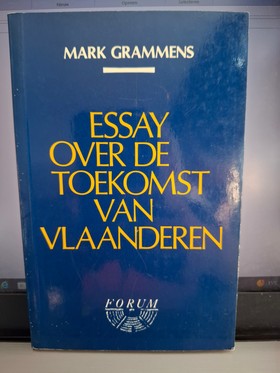 MARK GRAMMENS
ESSAY
OVER DE
TOEKOMST
VAN
VLAANDEREN
FORUM